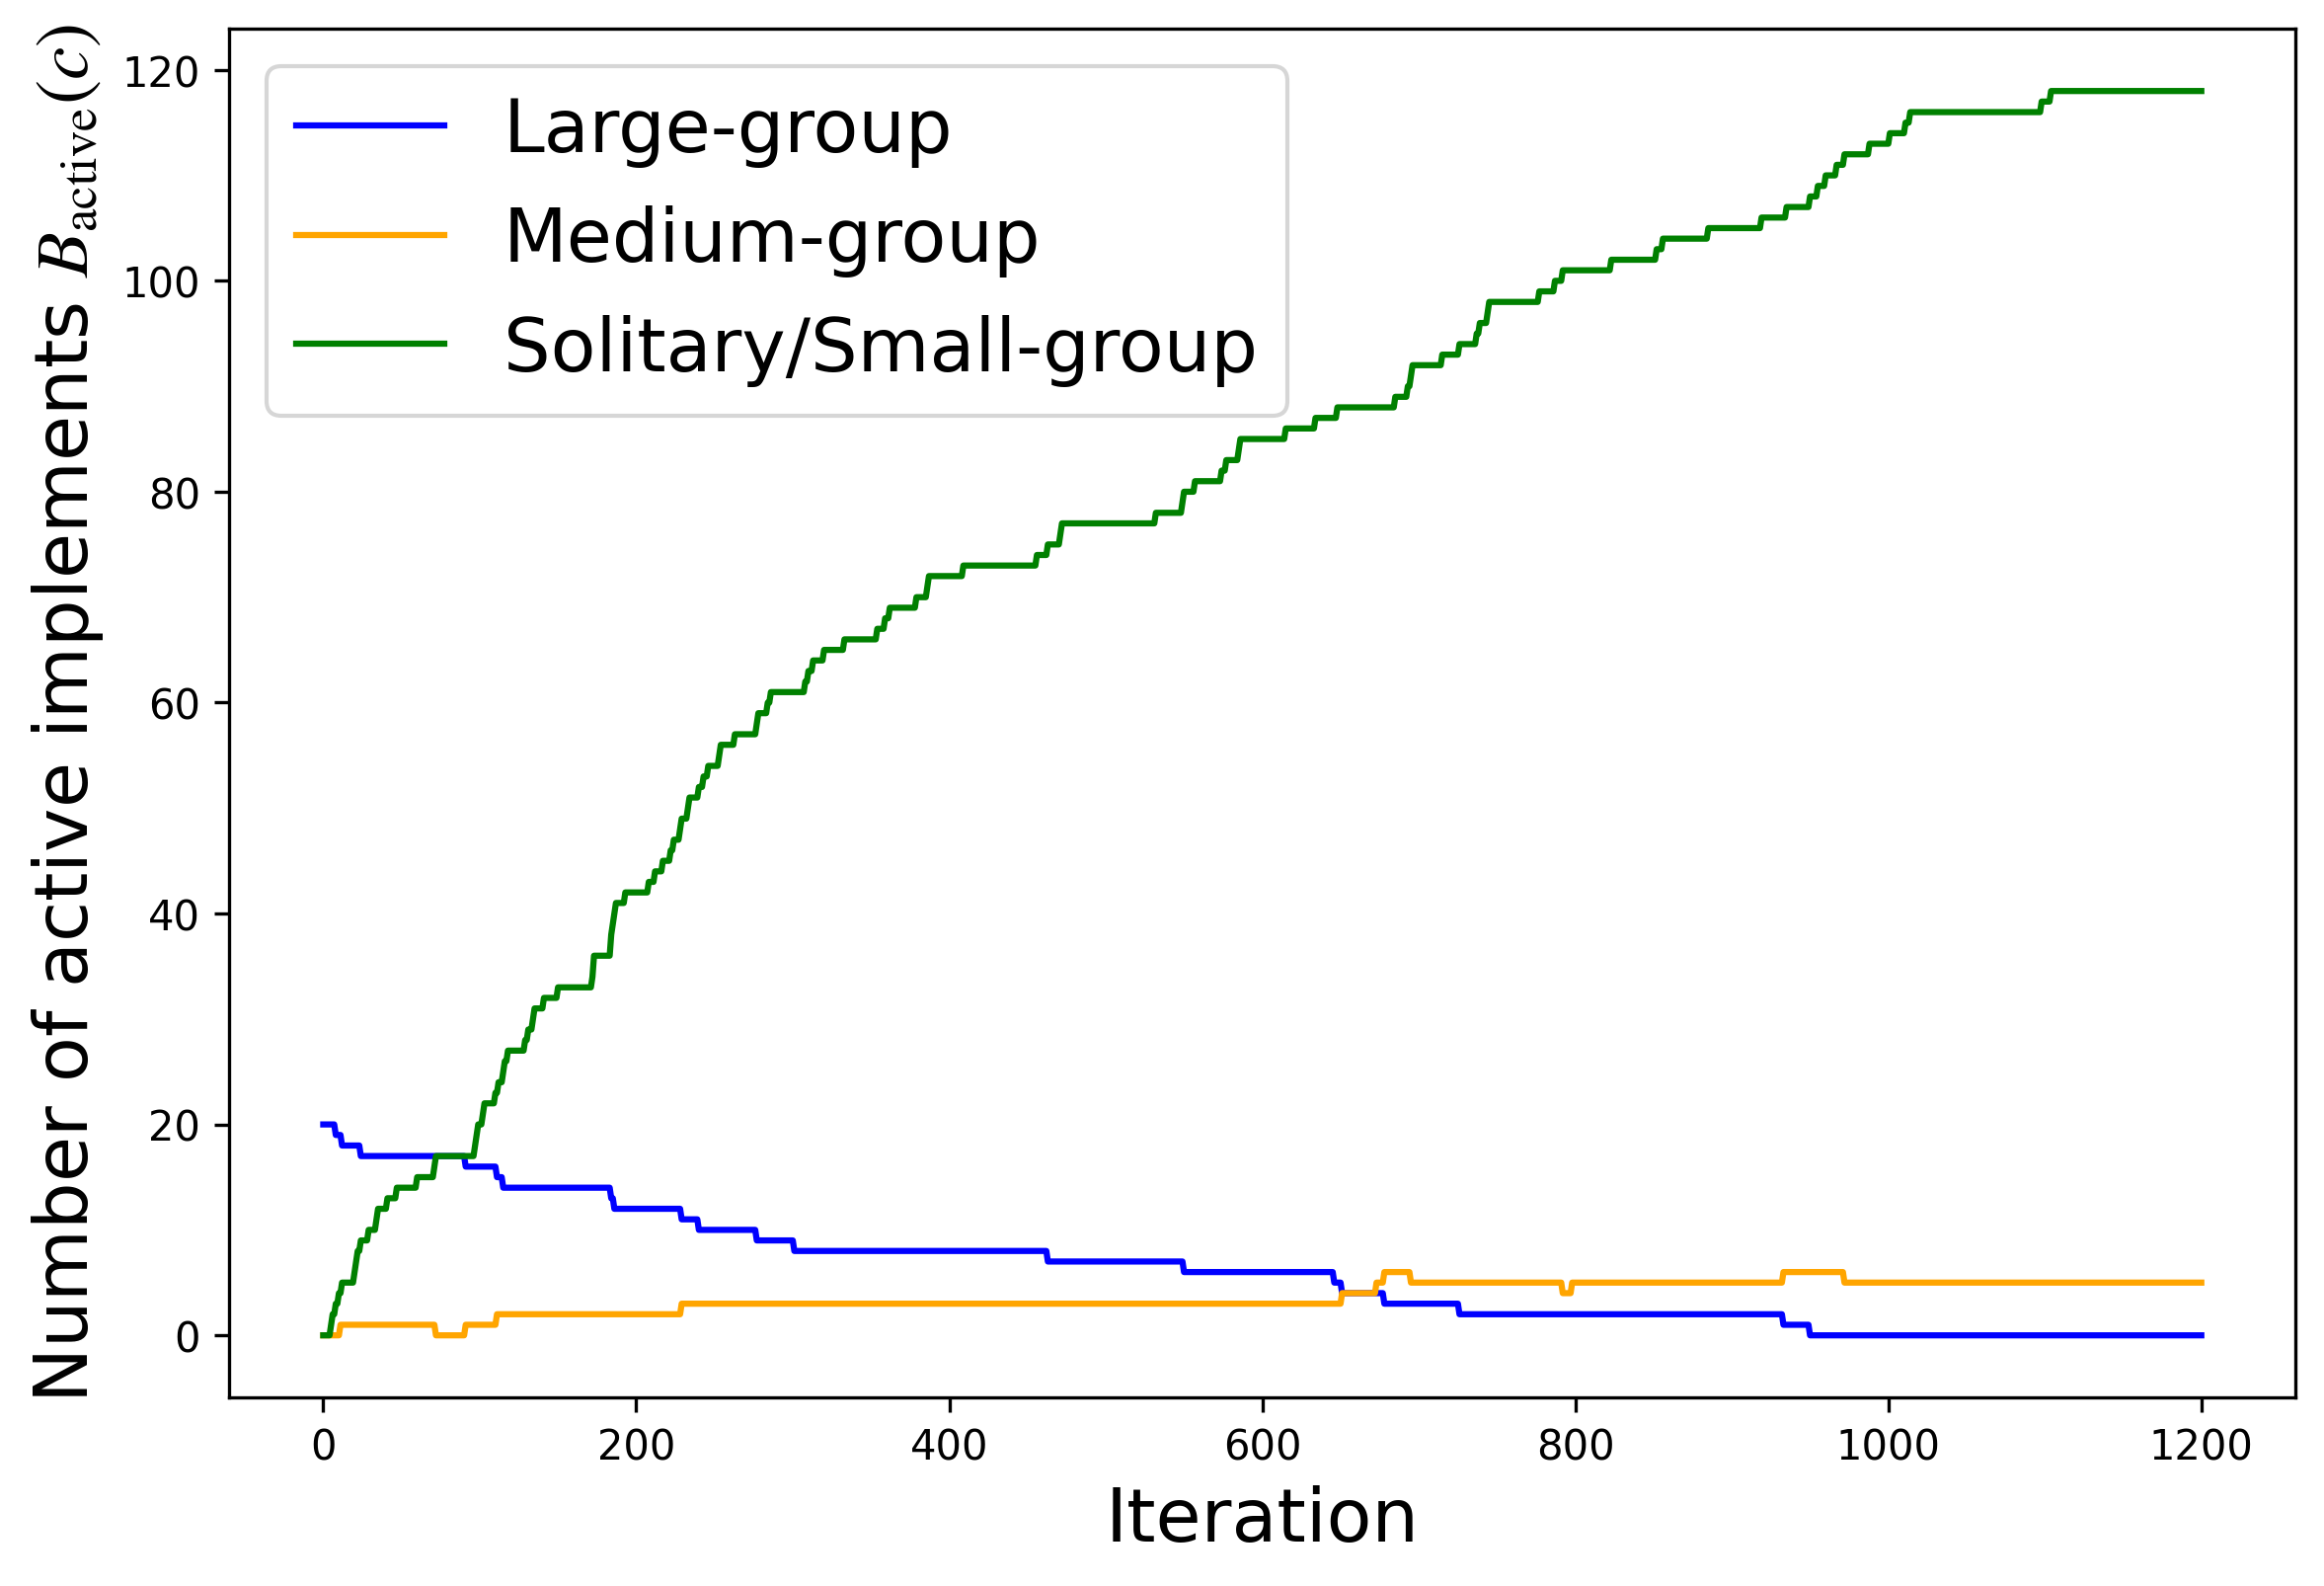 Number of active implements B_active(c)
120
100
80
60
40
20
0
Large-group
Medium-group
Solitary/Small-group
0 200 400 600 800 1000 1200
Iteration